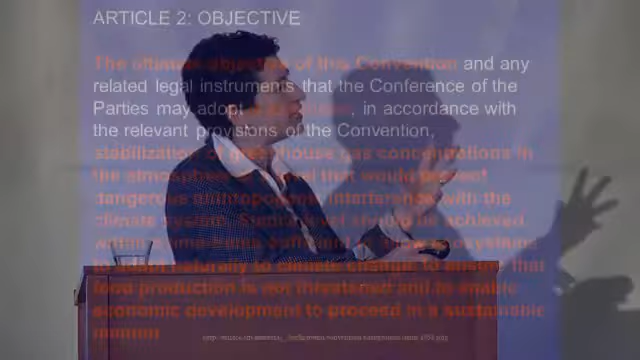 ARTICLE 2: OBJECTIVE
The ultimate objective of this Convention and any
related legal instruments that the Conference of the
Parties may adopt, in accordance with
the relevant provisions of the Convention,
stabilization of greenhouse gas concentrations in
the atmosphere level that would prevent
dangerous anthropogenic interference with the
climate system. Such a level should be achieved
within a time frame sufficient ecosystems
to adapt naturally to climate change to ensure that
food production is not threatened and to enable
economic development to proceed in a sustainable
manner